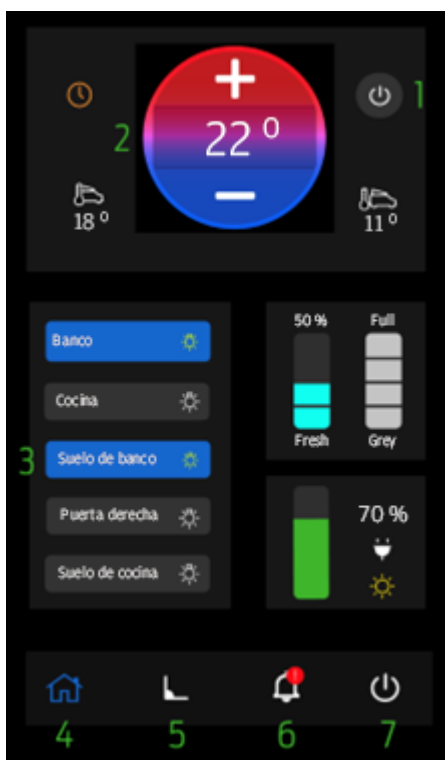 1
2
22 º
18 º
11 º
50 %
Full
Banco
Cocina
Fresh
Grey
3
Suelo de banco
Puerta derecha
70 %
Suelo de cocina
4
5
6
7